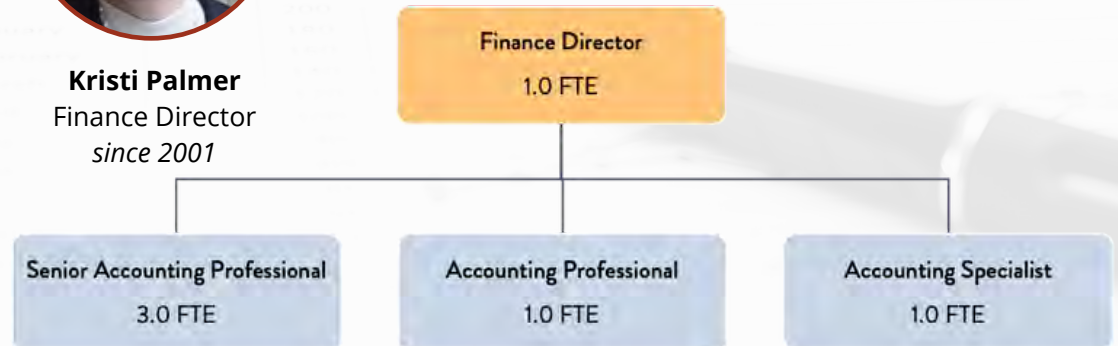 Kristi Palmer
Finance Director
since 2001
Finance Director
1.0 FTE
Senior Accounting Professional
3.0 FTE
Accounting Professional
1.0 FTE
Accounting Specialist
1.0 FTE